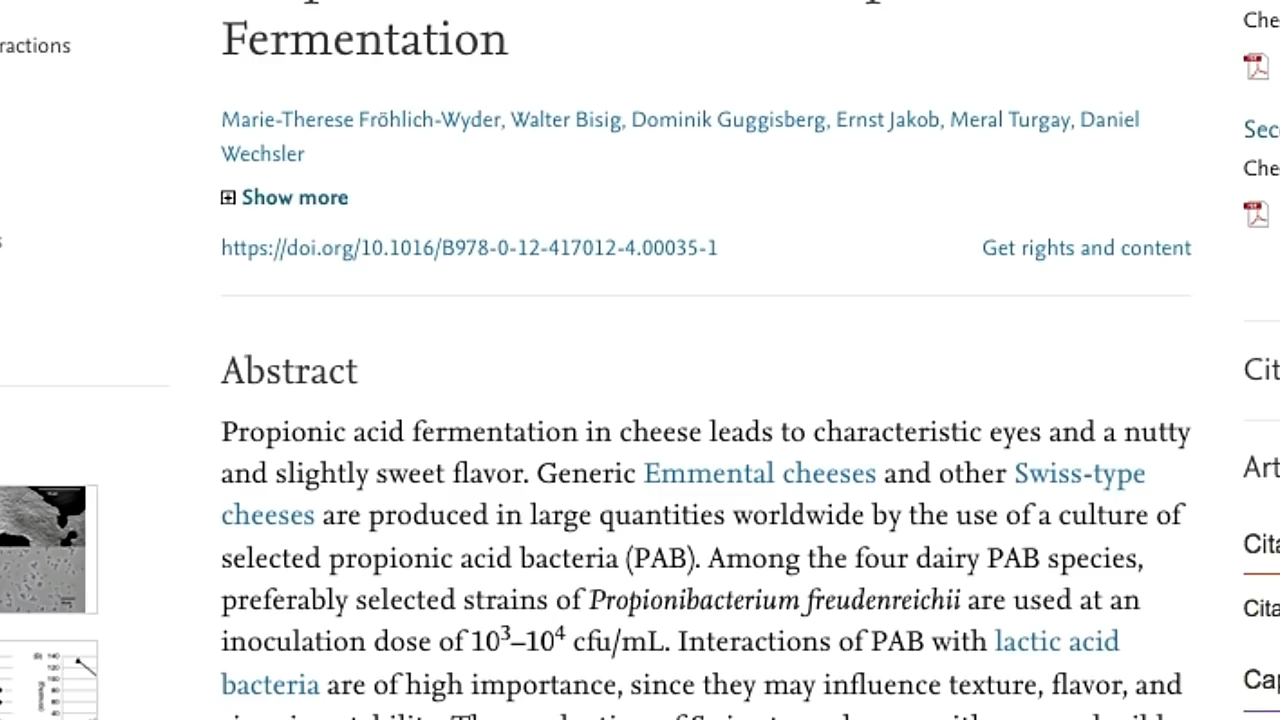 Fermentation
ractions
Che
Marie-Therese Fröhlich-Wyder, Walter Bisig, Dominik Guggisberg, Ernst Jakob, Meral Turgay, Daniel
Wechsler
Sec
Che
Show more
https://doi.org/10.1016/B978-0-12-417012-4.00035-1
Get rights and content
Abstract
Cit
Propionic acid fermentation in cheese leads to characteristic eyes and a nutty
and slightly sweet flavor. Generic Emmental cheeses and other Swiss-type
Art
cheeses are produced in large quantities worldwide by the use of a culture of
selected propionic acid bacteria (PAB). Among the four dairy PAB species,
Cita
preferably selected strains of Propionibacterium freudenreichii are used at an
Cita
inoculation dose of 10³–10⁴ cfu/mL. Interactions of PAB with lactic acid
bacteria are of high importance, since they may influence texture, flavor, and
Cap